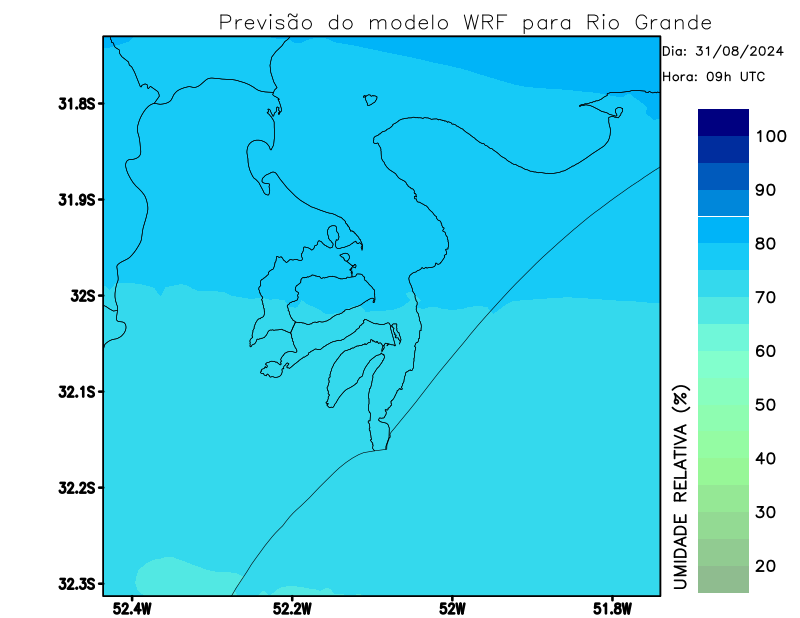 Previsão do modelo WRF para Rio Grande
Dia: 31/08/2024
Hora: 09h UTC
31.8S
31.9S
32S
32.1S
32.2S
32.3S
52.4W
52.2W
52W
51.8W
100
90
80
70
60
50
40
30
20
UMIDADE RELATIVA (%)